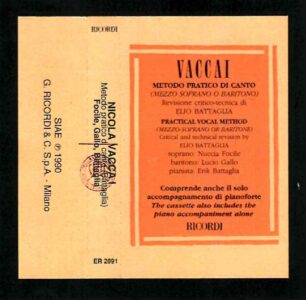 RICORDI
NICOLA VACCAI
Metodo pratico di canto (Battaglia)
Focile, Gallo, Battaglia
SIAE ℗ 1990
G. RICORDI & C. S.p.A. - Milano
ER 2891
VACCAI
METODO PRATICO DI CANTO
(MEZZO SOPRANO O BARITONO)
Revisione critico-tecnica di
ELIO BATTAGLIA
PRACTICAL VOCAL METHOD
(MEZZO-SOPRANO OR BARITONE)
Critical and technical revision by
ELIO BATTAGLIA
soprano: Nuccia Focile
baritono: Lucio Gallo
pianista: Erik Battaglia
Comprende anche il solo
accompagnamento di pianoforte
The cassette also includes the
piano accompaniment alone
RICORDI